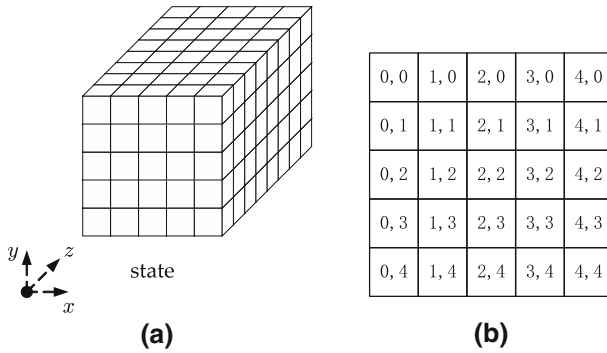 y
z
x
state
(a)
0,0 1,0 2,0 3,0 4,0
0,1 1,1 2,1 3,1 4,1
0,2 1,2 2,2 3,2 4,2
0,3 1,3 2,3 3,3 4,3
0,4 1,4 2,4 3,4 4,4
(b)